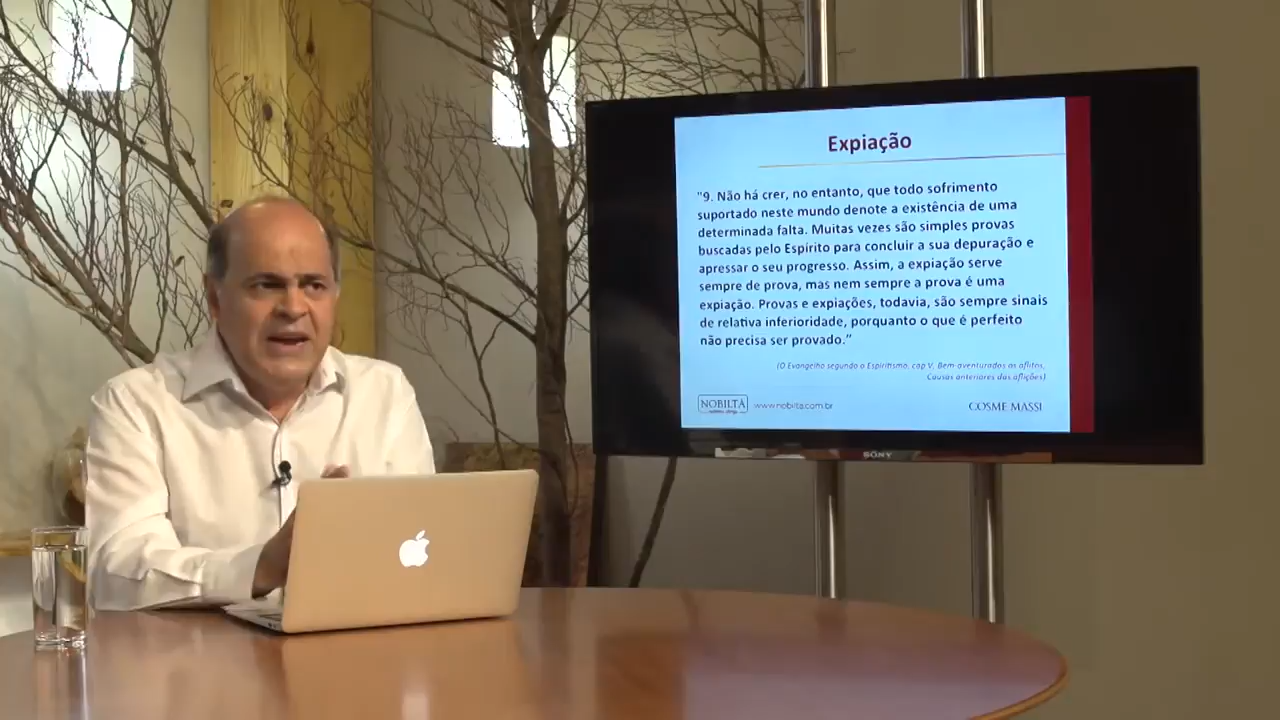 Expiação
"9. Não há crer, no entanto, que todo sofrimento
suportado neste mundo denote a existência de uma
determinada falta. Muitas vezes são simples provas
buscadas pelo Espírito para concluir a sua depuração e
apressar o seu progresso. Assim, a expiação serve
sempre de prova, mas nem sempre a prova é uma
expiação. Provas e expiações, todavia, são sempre sinais
de relativa inferioridade, porquanto o que é perfeito
não precisa ser provado."
(O Evangelho segundo o Espiritismo, cap V, Bem-aventurados os aflitos,
Causas anteriores das aflições)
NOBILTÀ
www.nobilta.com.br
COSME MASSI
SONY